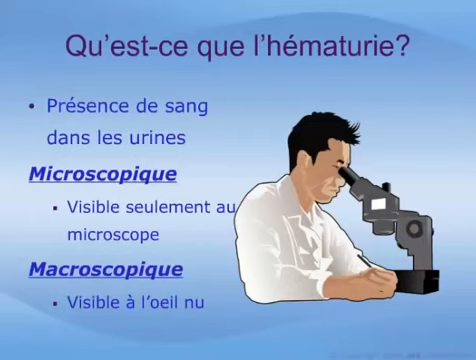 Qu'est-ce que l'hématurie?
• Présence de sang
dans les urines
Microscopique
▪ Visible seulement au
microscope
Macroscopique
▪ Visible à l'oeil nu